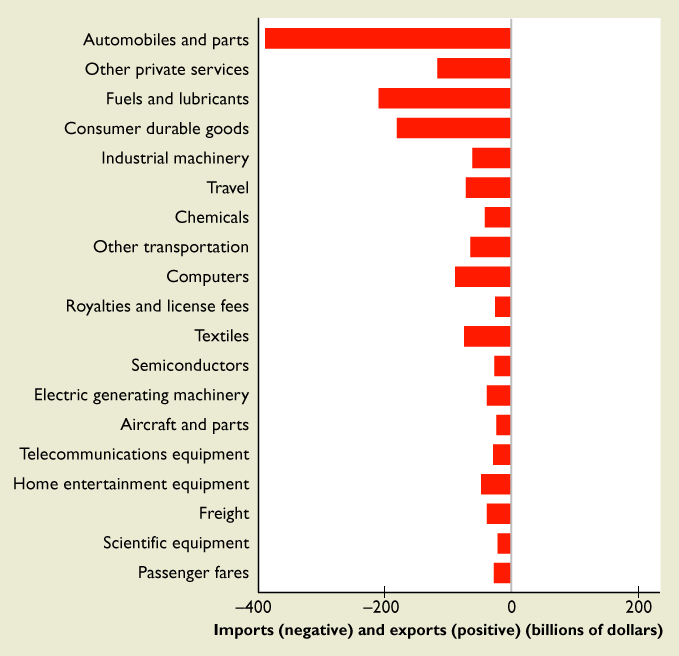 Automobiles and parts
Other private services
Fuels and lubricants
Consumer durable goods
Industrial machinery
Travel
Chemicals
Other transportation
Computers
Royalties and license fees
Textiles
Semiconductors
Electric generating machinery
Aircraft and parts
Telecommunications equipment
Home entertainment equipment
Freight
Scientific equipment
Passenger fares
–400 –200 0 200
Imports (negative) and exports (positive) (billions of dollars)